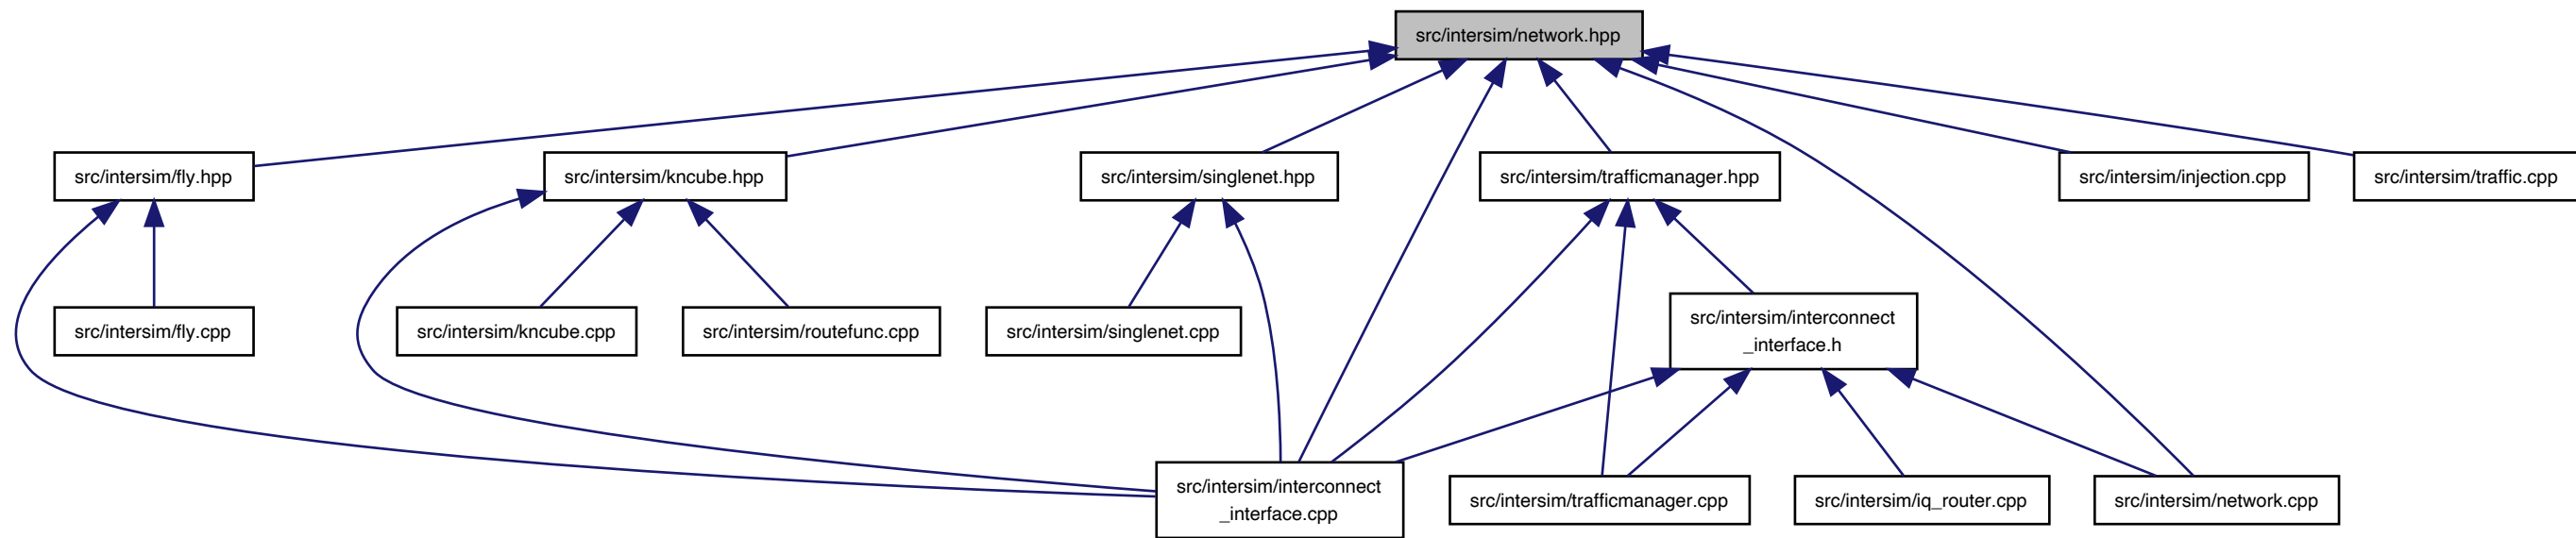 src/intersim/network.hpp
src/intersim/fly.hpp
src/intersim/kncube.hpp
src/intersim/singlenet.hpp
src/intersim/trafficmanager.hpp
src/intersim/injection.cpp
src/intersim/traffic.cpp
src/intersim/fly.cpp
src/intersim/kncube.cpp
src/intersim/routefunc.cpp
src/intersim/singlenet.cpp
src/intersim/interconnect
_interface.h
src/intersim/interconnect
_interface.cpp
src/intersim/trafficmanager.cpp
src/intersim/iq_router.cpp
src/intersim/network.cpp